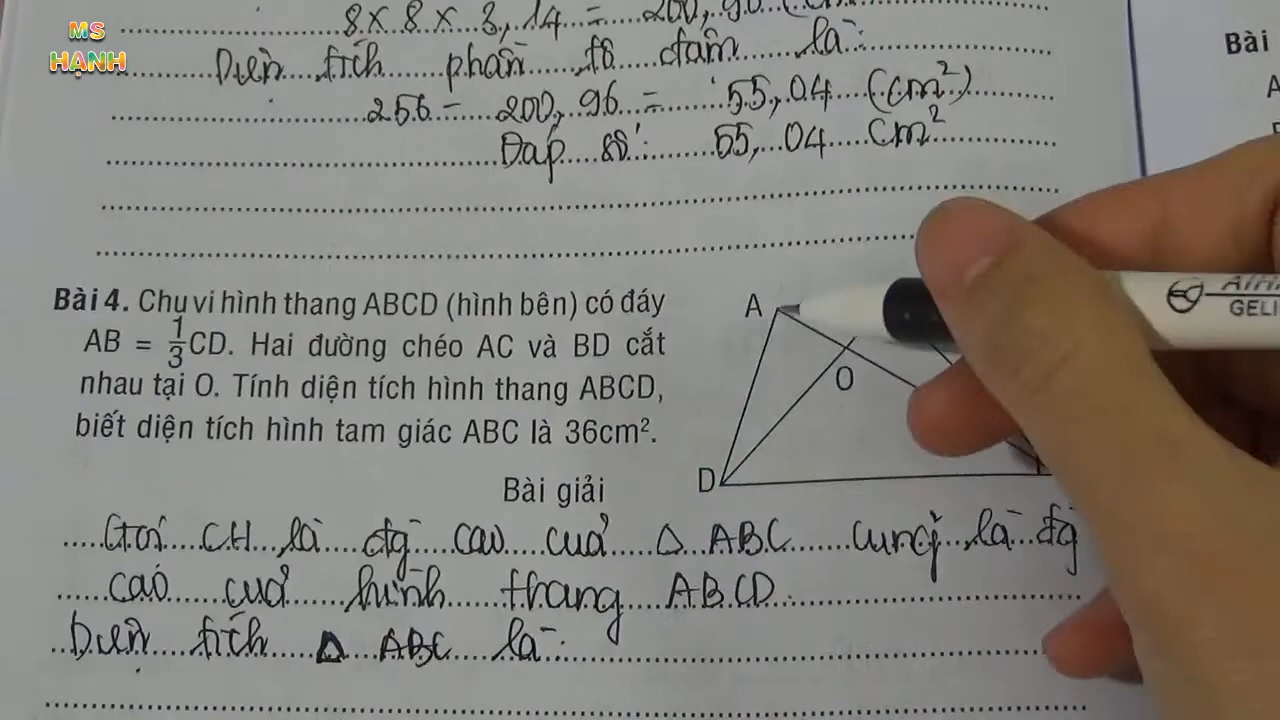 MS
HẠNH
8 x 8 x 3,14 = 200,96 (
Diện tích phần tô đậm là:
256 - 200,96 = 55,04 (cm²)
Đáp số: 55,04 cm²
Bài
Bài 4. Chu vi hình thang ABCD (hình bên) có đáy
AB = 1/3 CD. Hai đường chéo AC và BD cắt
nhau tại O. Tính diện tích hình thang ABCD,
biết diện tích hình tam giác ABC là 36cm².
A
O
D
GELI
Bài giải
Gọi CH là đg cao của Δ ABC cũng là đg
cao của hình thang ABCD.
Diện tích Δ ABC là: